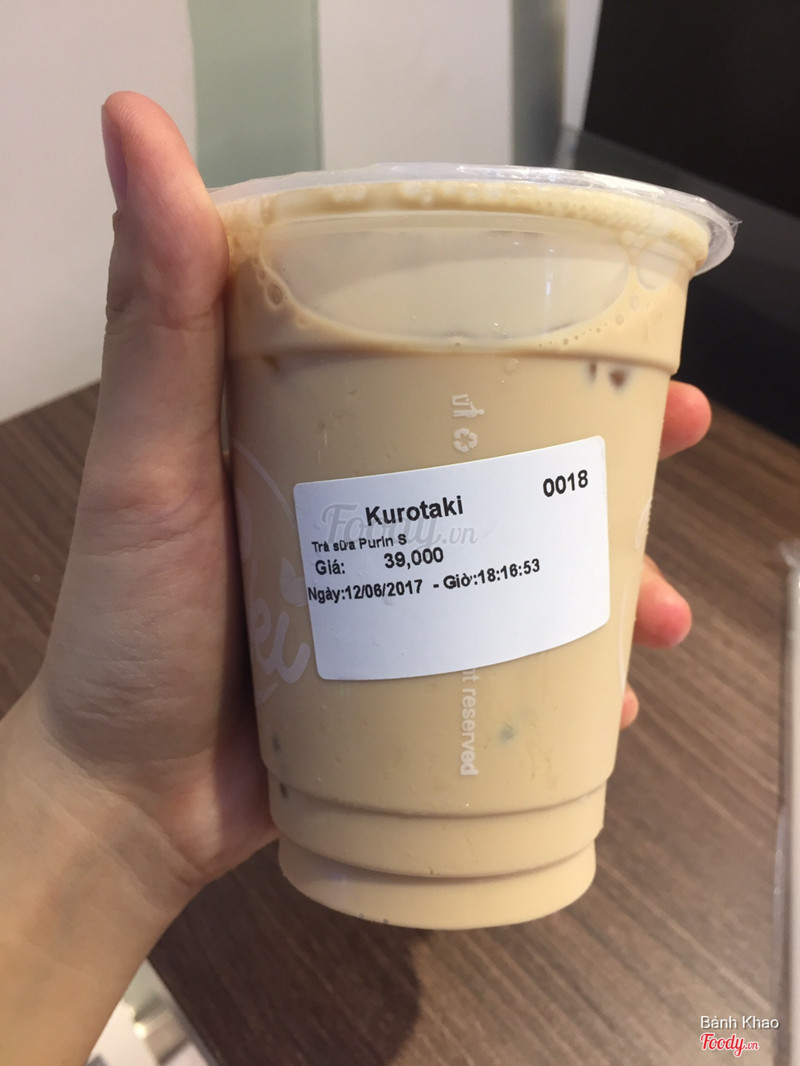 Kurotaki 0018
Foody.vn
Trà sữa Purin S
Giá: 39,000
Ngày:12/06/2017 - Giờ:18:16:53
reserved
Bánh Khao
Foody.vn